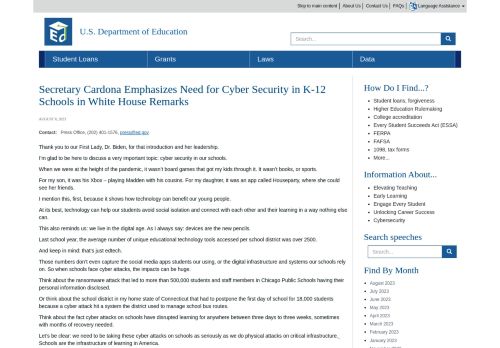 Skip to main content | About Us | Contact Us | FAQs | Language Assistance
U.S. Department of Education
Search...
Student Loans Grants Laws Data
Secretary Cardona Emphasizes Need for Cyber Security in K-12
Schools in White House Remarks
Contact: Press Office, (202) 401-1576, press@ed.gov
Thank you to our First Lady, Dr. Biden, for that introduction and her leadership.
I'm glad to be here to discuss a very important topic: cyber security in our schools.
When we were at the height of the pandemic, it wasn't board games that got my kids through it. It wasn't books, or sports.
For my son, it was his Xbox – playing Madden with his cousins. For my daughter, it was an app called Houseparty, where she could
see her friends.
I mention this, first, because it shows how technology can benefit our young people.
At its best, technology can help our students avoid social isolation and connect with each other and their learning in a way nothing else
can.
This also reminds us: we live in the digital age. As I always say: devices are the new pencils.
Last school year, the average number of unique educational technology tools accessed per school district was over 2500.
And keep in mind: that's just edtech.
Those numbers don't even capture the social media apps students our using, or the digital infrastructure and systems our schools rely
on. So when schools face cyber attacks, the impacts can be huge.
Think about the ransomware attack that led to more than 500,000 students and staff members in Chicago Public Schools having their
personal information disclosed.
Or think about the school district in my home state of Connecticut that had to postpone the first day of school for 18,000 students
because a cyber attack hit a system the district used to manage school bus routes.
Think about the fact cyber attacks on schools have disrupted learning for anywhere between three days to three weeks, sometimes
with months of recovery needed.
Let's be clear: we need to be taking these cyber attacks on schools as seriously as we do physical attacks on critical infrastructure.
Schools are the infrastructure of learning in America.
How Do I Find...?
Student loans, forgiveness
Higher Education Rulemaking
College accreditation
Every Student Succeeds Act (ESSA)
FERPA
FAFSA
1098, tax forms
More...
Information About...
Elevating Teaching
Early Learning
Engage Every Student
Unlocking Career Success
Cybersecurity
Search speeches
Search...
Find By Month
August 2023
July 2023
June 2023
May 2023
April 2023
March 2023
February 2023
January 2023